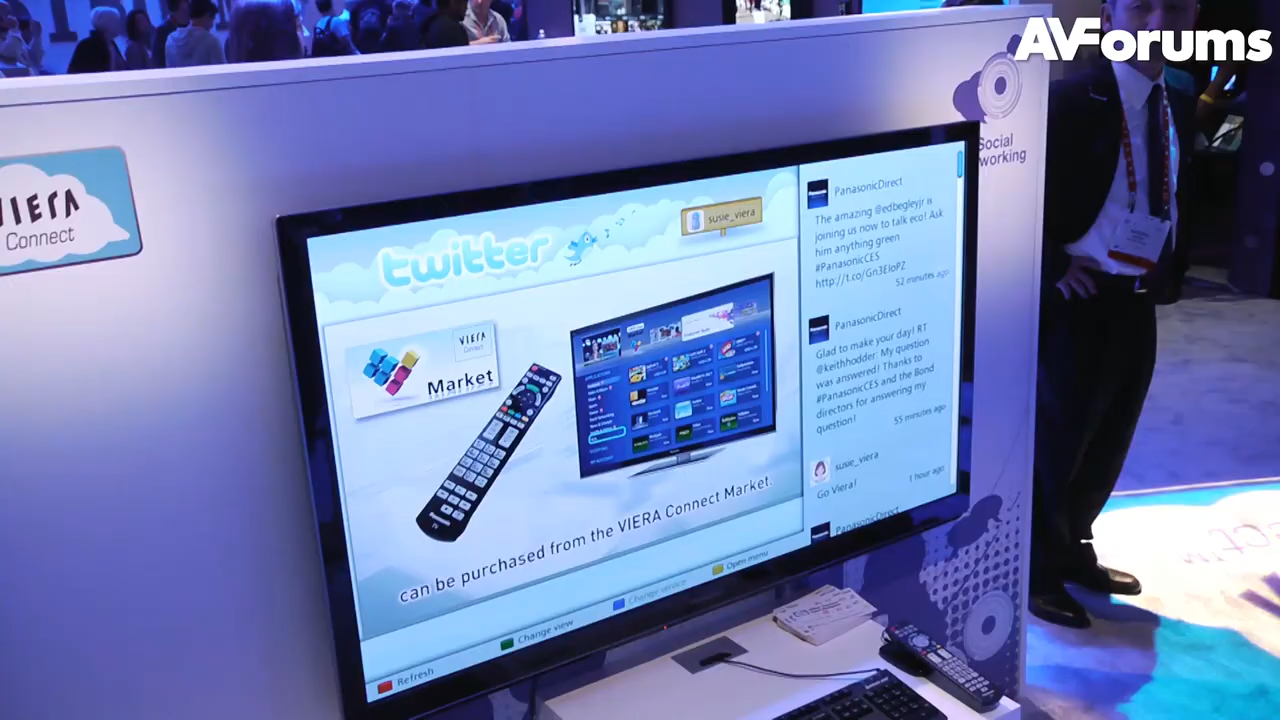 AVForums
VIERA
Connect
Social
working
twitter
susie_viera
VIERA
Connect
Market
can be purchased from the VIERA Connect Market.
Refresh
Change view
Change service
Open menu
PanasonicDirect
The amazing @edbegleyjr is
joining us now to talk eco! Ask
him anything green
#PanasonicCES
http://t.co/Gn3EIoPZ
52 minutes ago
PanasonicDirect
Glad to make your day! RT
@keithhodder: My question
was answered! Thanks to
#PanasonicCES and the Bond
directors for answering my
question!
55 minutes ago
susie_viera
Go Viera!
1 hour ago
PanasonicDirect